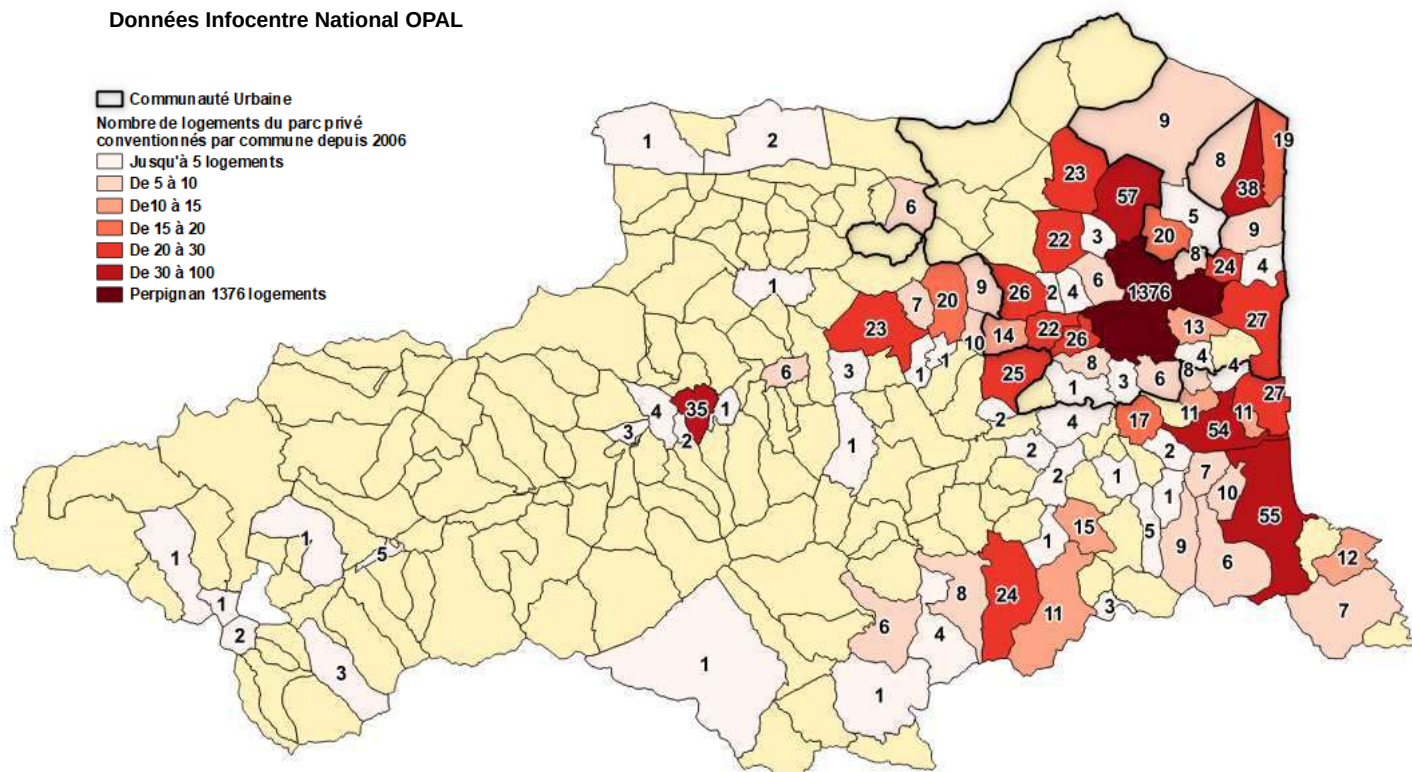 Données Infocentre National OPAL
Communauté Urbaine
Nombre de logements du parc privé
conventionnés par commune depuis 2006
Jusqu'à 5 logements
De 5 à 10
De10 à 15
De 15 à 20
De 20 à 30
De 30 à 100
Perpignan 1376 logements
1 2 9 19
8
23 38
57
6 5
22 3 20 9
8 24 4
1 9 26 2 4 6 1376
7 20 27
23 14 22 26 13
10
1 4
6 3 1 25 8 8 4
1 3 6
35 1 27
4 2 4 17 11 11
3 2 54
1 2 2
2 1 7
1 10
1 15 55
1 5 1 5 9 6 12
1 8 24
2 6 4 11 3 7
3 1
1